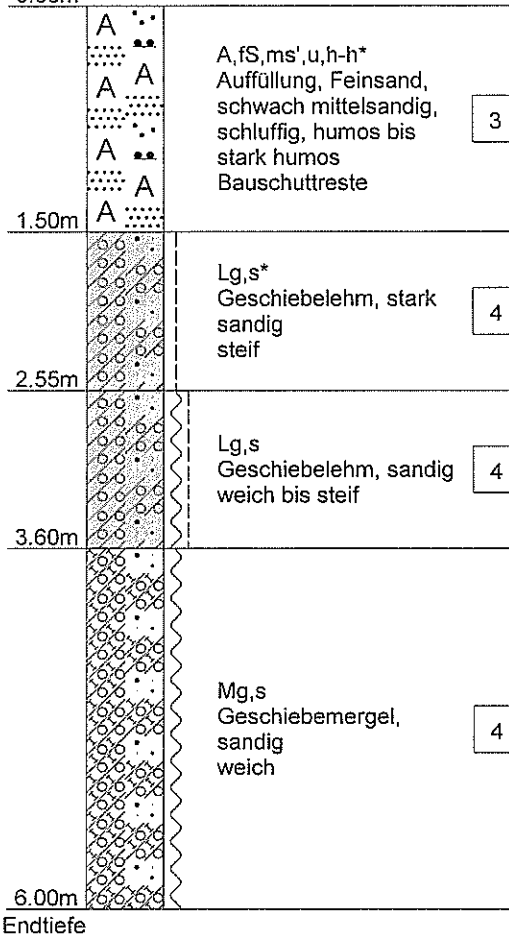 A,fS,ms',u,h-h*
Auffüllung, Feinsand,
schwach mittelsandig,
schluffig, humos bis
stark humos
Bauschuttreste
3
A
A
A
A
A
A
1.50m
Lg,s*
Geschiebelehm, stark
sandig
steif
4
2.55m
Lg,s
Geschiebelehm, sandig
weich bis steif
4
3.60m
Mg,s
Geschiebemergel,
sandig
weich
4
6.00m
Endtiefe